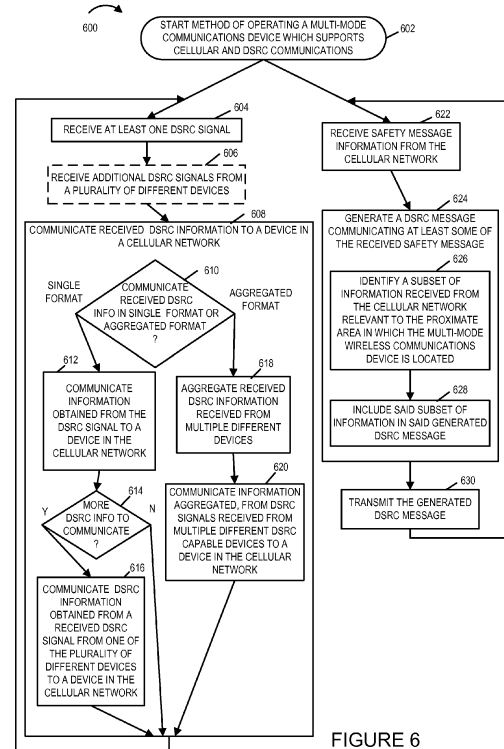 600
START METHOD OF OPERATING A MULTI-MODE
COMMUNICATIONS DEVICE WHICH SUPPORTS
CELLULAR AND DSRC COMMUNICATIONS
602
604
RECEIVE AT LEAST ONE DSRC SIGNAL
606
RECEIVE ADDITIONAL DSRC SIGNALS FROM
A PLURALITY OF DIFFERENT DEVICES
608
COMMUNICATE RECEIVED DSRC INFORMATION TO A DEVICE IN
A CELLULAR NETWORK
610
COMMUNICATE
RECEIVED DSRC
INFO IN SINGLE FORMAT OR
AGGREGATED FORMAT
?
SINGLE
FORMAT
AGGREGATED
FORMAT
612
COMMUNICATE
INFORMATION
OBTAINED FROM THE
DSRC SIGNAL TO A
DEVICE IN THE
CELLULAR NETWORK
614
MORE
DSRC INFO TO
COMMUNICATE
?
Y
N
616
COMMUNICATE DSRC
INFORMATION
OBTAINED FROM A
RECEIVED DSRC
SIGNAL FROM ONE OF
THE PLURALITY OF
DIFFERENT DEVICES
TO A DEVICE IN THE
CELLULAR NETWORK
618
AGGREGATE RECEIVED
DSRC INFORMATION
RECEIVED FROM
MULTIPLE DIFFERENT
DEVICES
620
COMMUNICATE INFORMATION
AGGREGATED, FROM DSRC
SIGNALS RECEIVED FROM
MULTIPLE DIFFERENT DSRC
CAPABLE DEVICES TO A
DEVICE IN THE CELLULAR
NETWORK
622
RECEIVE SAFETY MESSAGE
INFORMATION FROM THE
CELLULAR NETWORK
624
GENERATE A DSRC MESSAGE
COMMUNICATING AT LEAST SOME OF
THE RECEIVED SAFETY MESSAGE
626
IDENTIFY A SUBSET OF
INFORMATION RECEIVED FROM
THE CELLULAR NETWORK
RELEVANT TO THE PROXIMATE
AREA IN WHICH THE MULTI-MODE
WIRELESS COMMUNICATIONS
DEVICE IS LOCATED
628
INCLUDE SAID SUBSET OF
INFORMATION IN SAID GENERATED
DSRC MESSAGE
630
TRANSMIT THE GENERATED
DSRC MESSAGE
FIGURE 6